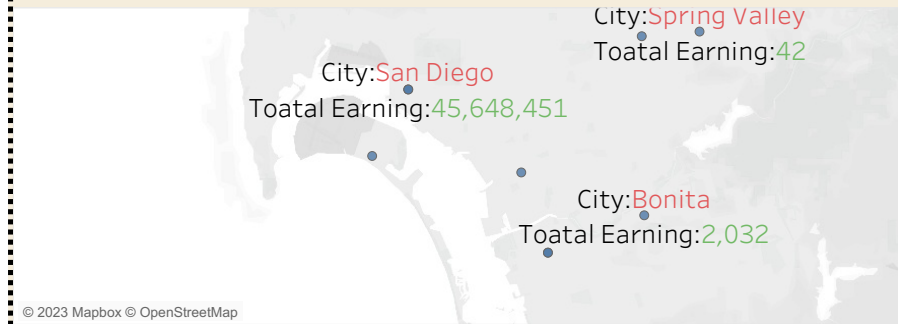 City:Spring Valley
Toatal Earning:42
City:San Diego
Toatal Earning:45,648,451
City:Bonita
Toatal Earning:2,032
© 2023 Mapbox © OpenStreetMap